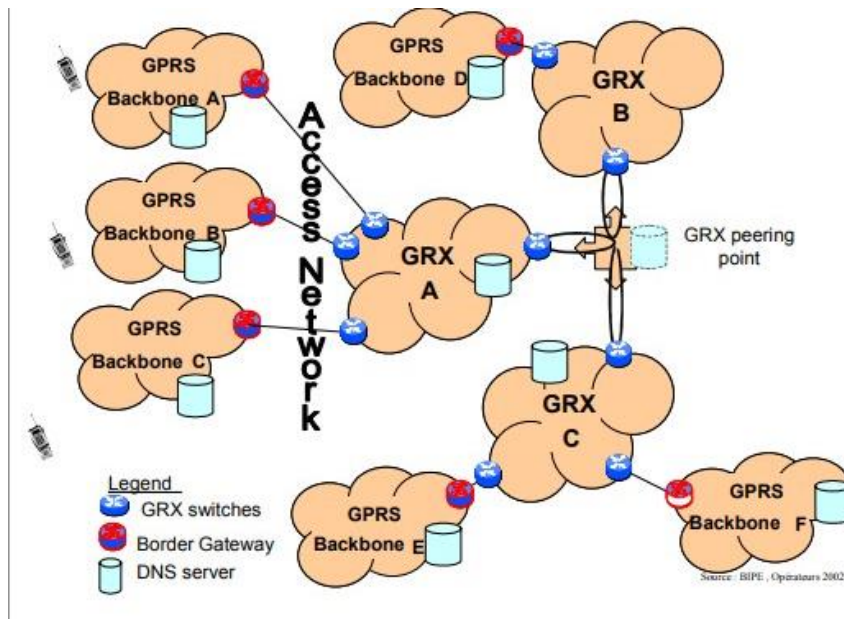 GPRS
Backbone A
GPRS
Backbone B
GPRS
Backbone C
Access Network
GPRS
Backbone D
GRX
B
GRX
A
GRX peering
point
GRX
C
GPRS
Backbone E
GPRS
Backbone F
Legend
GRX switches
Border Gateway
DNS server
Source : BIPE , Opérateurs 2002